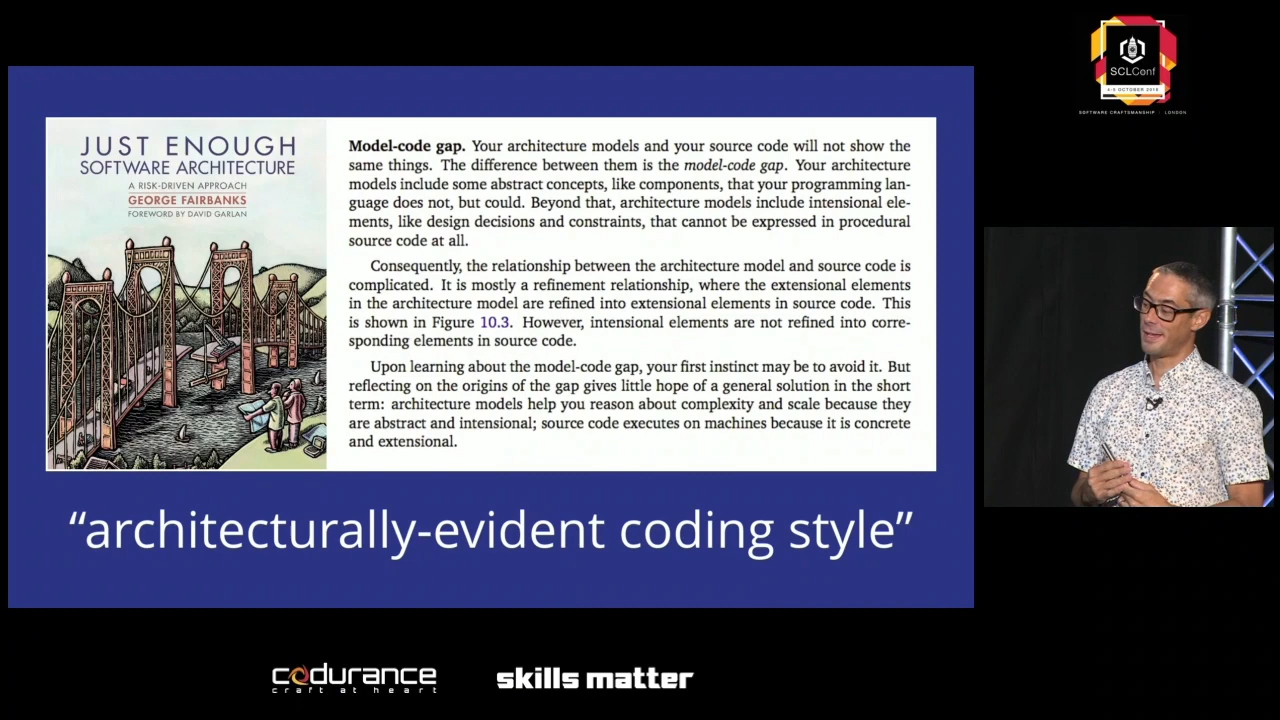 SCLConf
4-5 OCTOBER 2018
SOFTWARE CRAFTSMANSHIP · LONDON
JUST ENOUGH
SOFTWARE ARCHITECTURE
A RISK-DRIVEN APPROACH
GEORGE FAIRBANKS
FOREWORD BY DAVID GARLAN
Model-code gap. Your architecture models and your source code will not show the
same things. The difference between them is the model-code gap. Your architecture
models include some abstract concepts, like components, that your programming lan-
guage does not, but could. Beyond that, architecture models include intensional ele-
ments, like design decisions and constraints, that cannot be expressed in procedural
source code at all.
Consequently, the relationship between the architecture model and source code is
complicated. It is mostly a refinement relationship, where the extensional elements
in the architecture model are refined into extensional elements in source code. This
is shown in Figure 10.3. However, intensional elements are not refined into corre-
sponding elements in source code.
Upon learning about the model-code gap, your first instinct may be to avoid it. But
reflecting on the origins of the gap gives little hope of a general solution in the short
term: architecture models help you reason about complexity and scale because they
are abstract and intensional; source code executes on machines because it is concrete
and extensional.
“architecturally-evident coding style”
codurance
craft at heart
skills matter